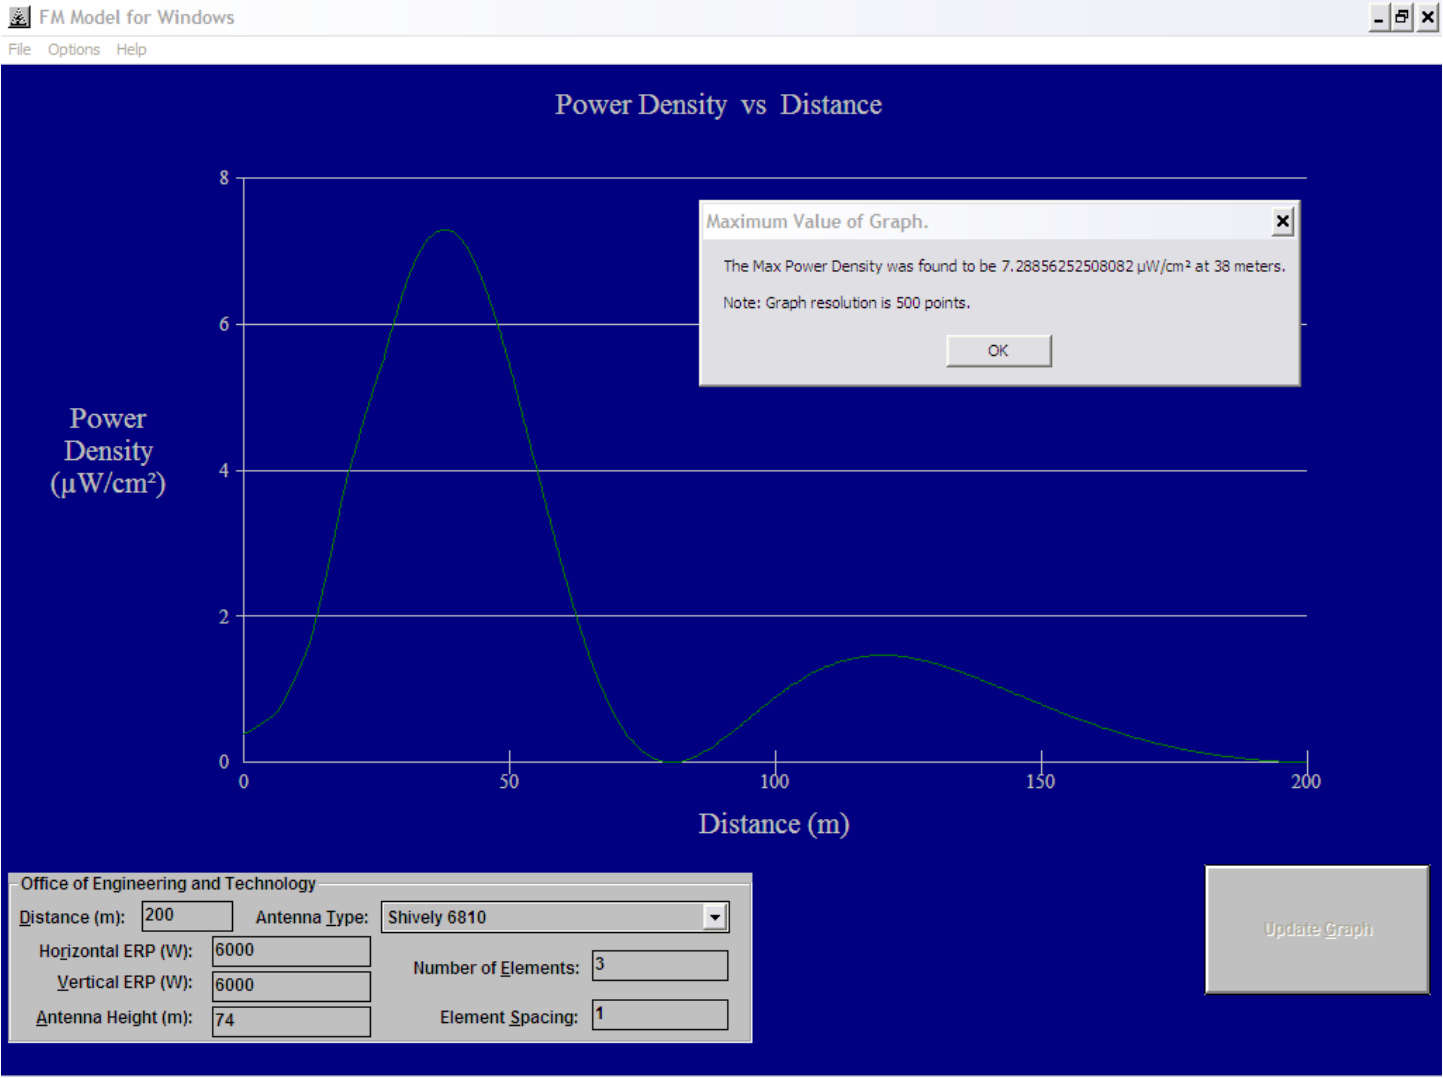 FM Model for Windows
File Options Help
Power Density vs Distance
8
6
4
2
0
Power
Density
(µW/cm²)
0 50 100 150 200
Distance (m)
Maximum Value of Graph.
The Max Power Density was found to be 7.28856252508082 µW/cm² at 38 meters.
Note: Graph resolution is 500 points.
OK
Office of Engineering and Technology
Distance (m): 200 Antenna Type: Shively 6810
Horizontal ERP (W): 6000
Vertical ERP (W): 6000
Antenna Height (m): 74
Number of Elements: 3
Element Spacing: 1
Update Graph